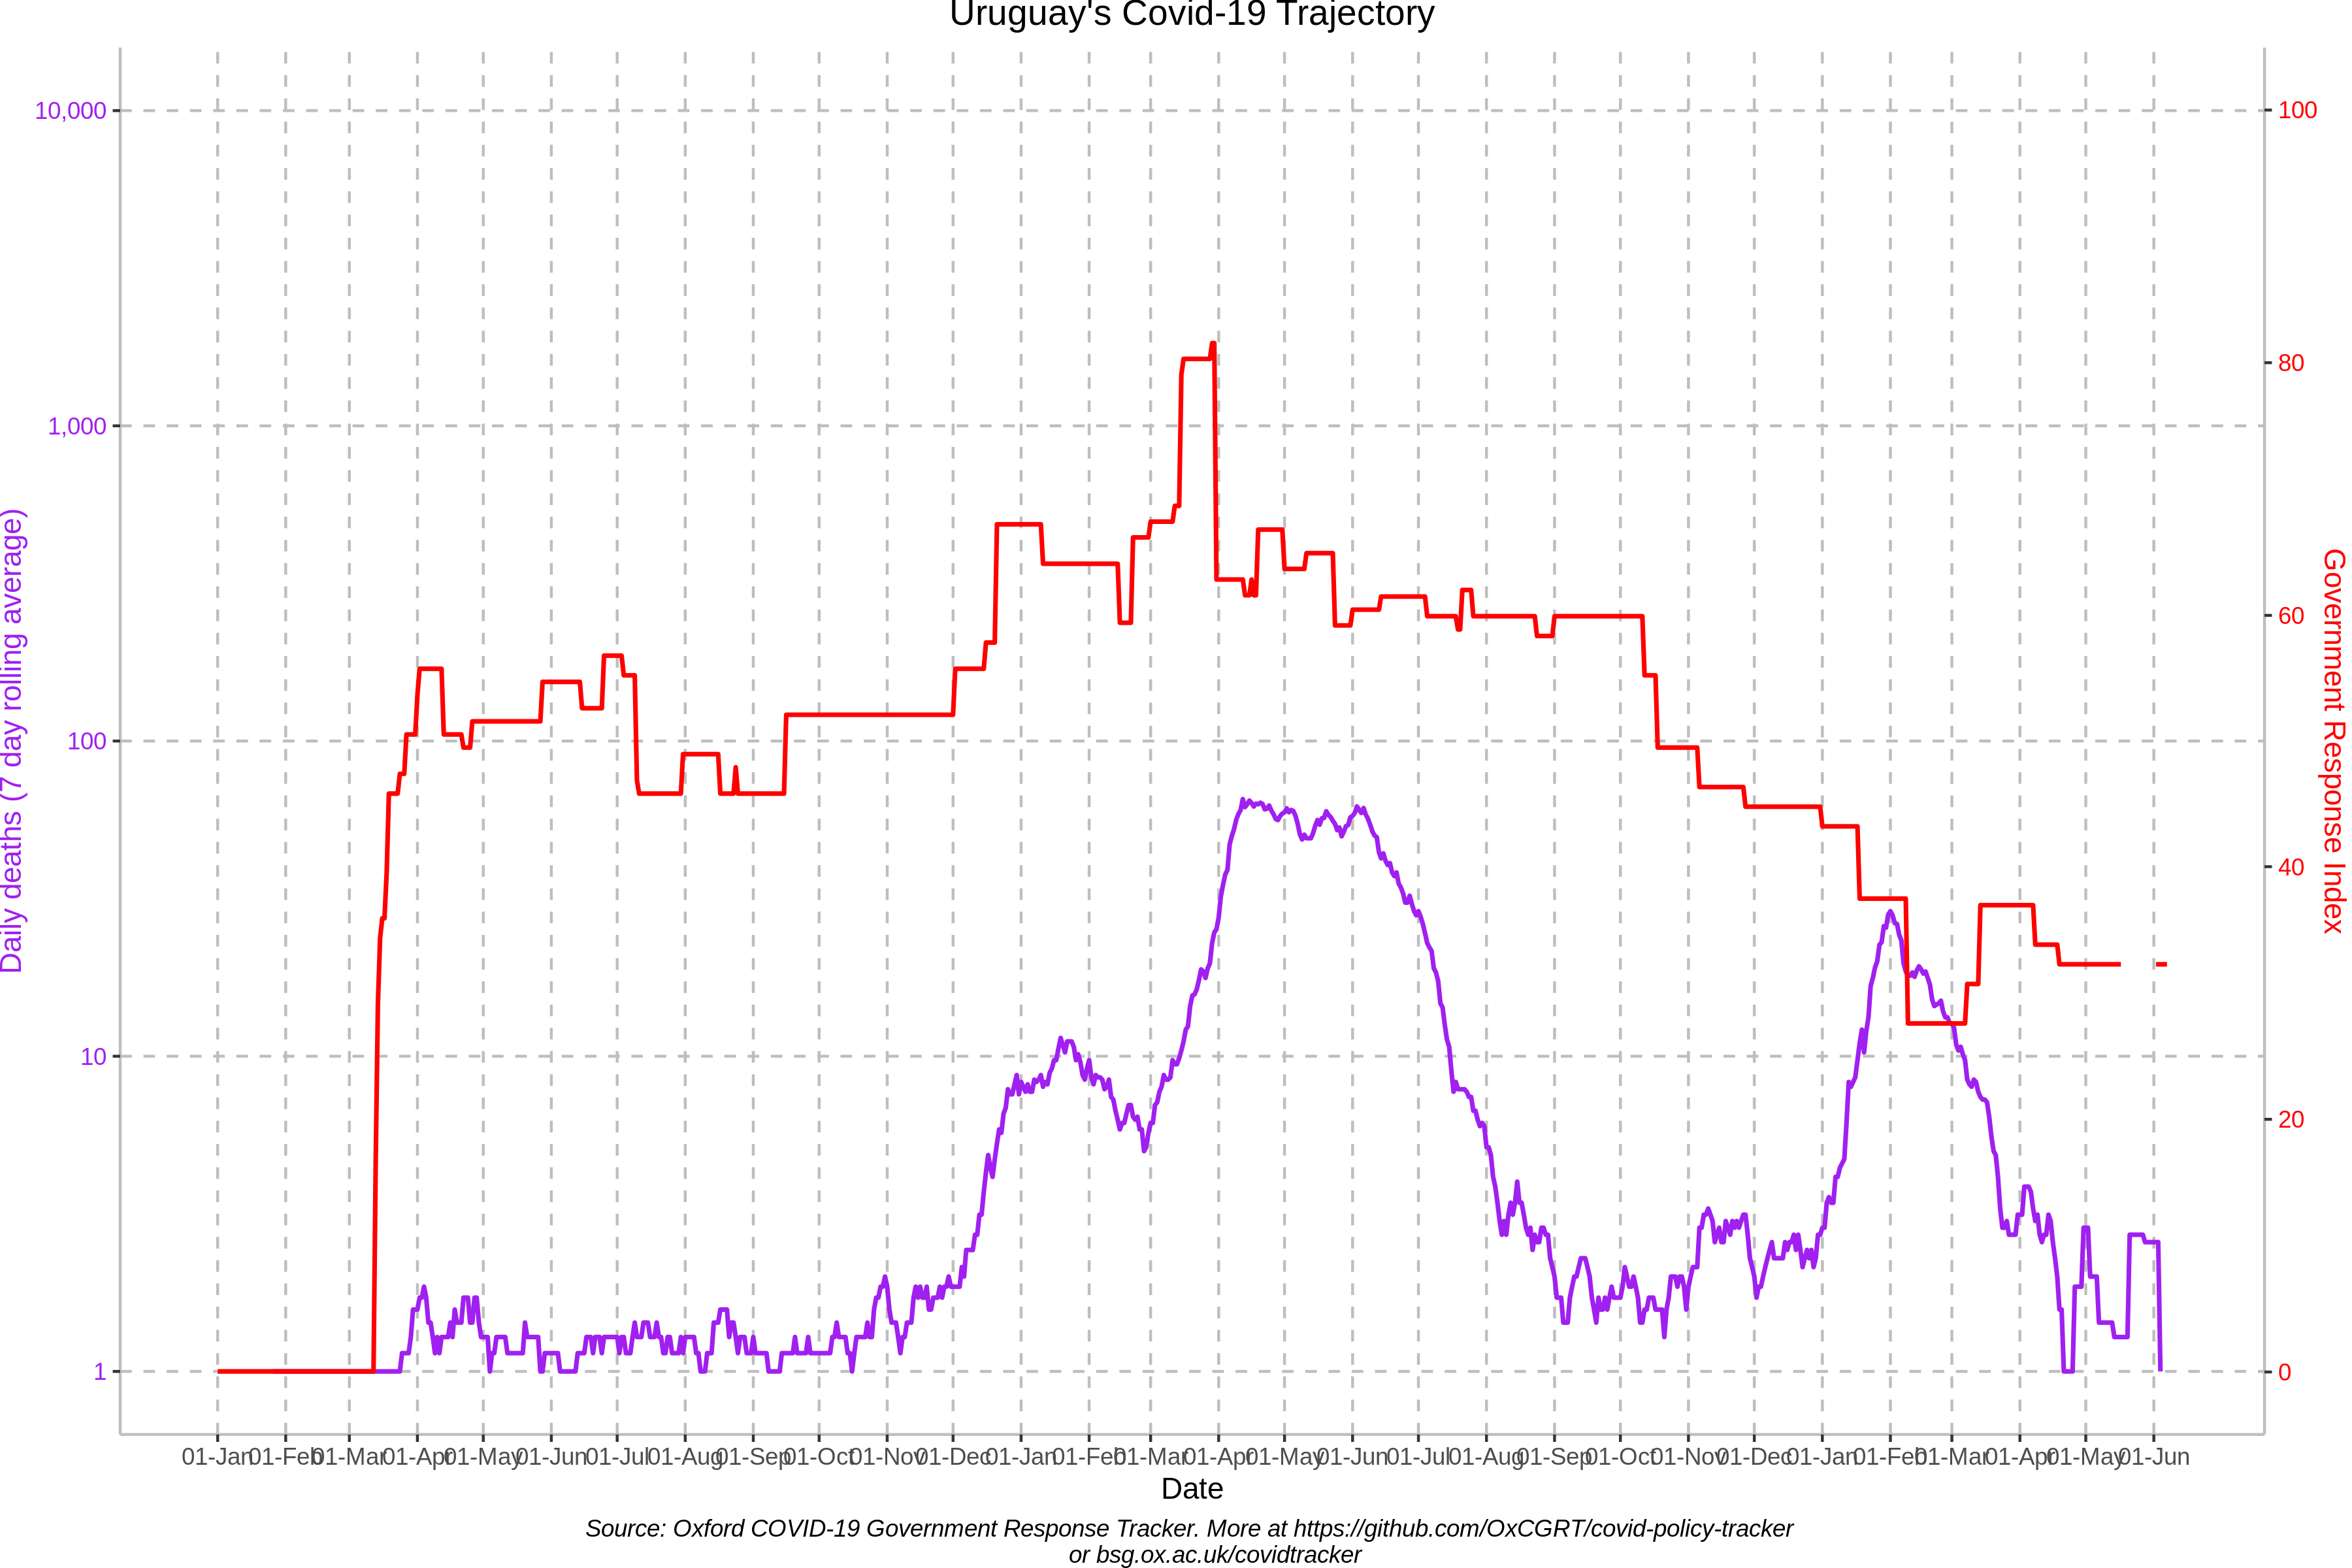 Uruguay's Covid-19 Trajectory
10,000
1,000
100
10
1
Daily deaths (7 day rolling average)
100
80
60
40
20
0
Government Response Index
01-Jan 01-Feb 01-Mar 01-Apr 01-May 01-Jun 01-Jul 01-Aug 01-Sep 01-Oct 01-Nov 01-Dec 01-Jan 01-Feb 01-Mar 01-Apr 01-May 01-Jun 01-Jul 01-Aug 01-Sep 01-Oct 01-Nov 01-Dec 01-Jan 01-Feb 01-Mar 01-Apr 01-May 01-Jun
Date
Source: Oxford COVID-19 Government Response Tracker. More at https://github.com/OxCGRT/covid-policy-tracker
or bsg.ox.ac.uk/covidtracker